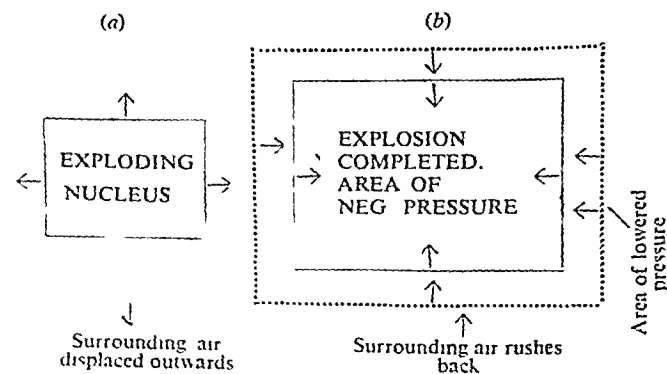 (a)
EXPLODING
NUCLEUS
Surrounding air
displaced outwards
(b)
EXPLOSION
COMPLETED.
AREA OF
NEG PRESSURE
Surrounding air rushes
back
Area of lowered
pressure